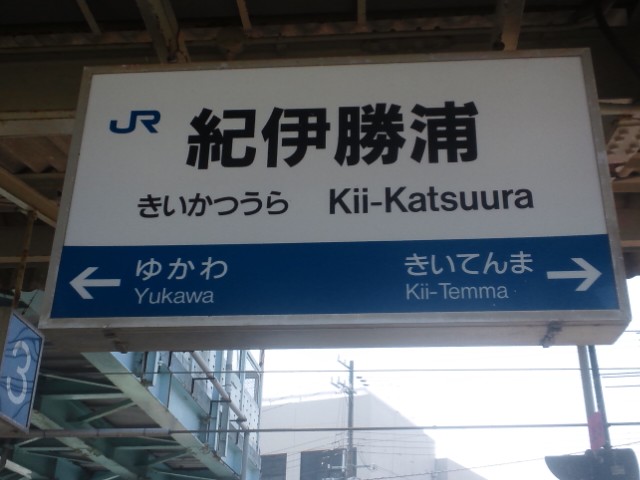 JR 紀伊勝浦
きいかつうら Kii-Katsuura
← ゆかわ きいてんま →
Yukawa Kii-Temma
3